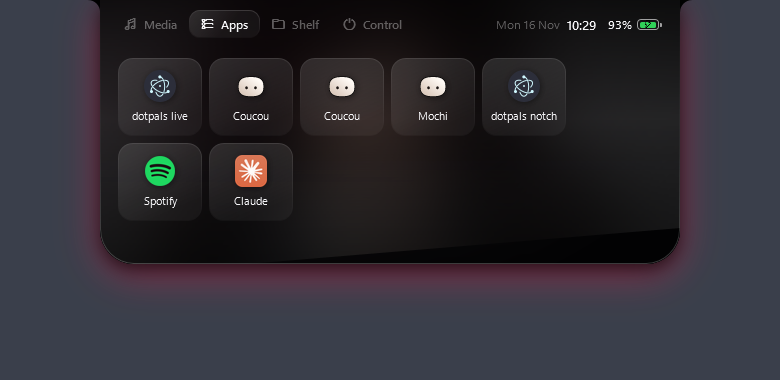 Media Apps Shelf Control Mon 16 Nov 10:29 93%
dotpals live Coucou Coucou Mochi dotpals notch
Spotify Claude